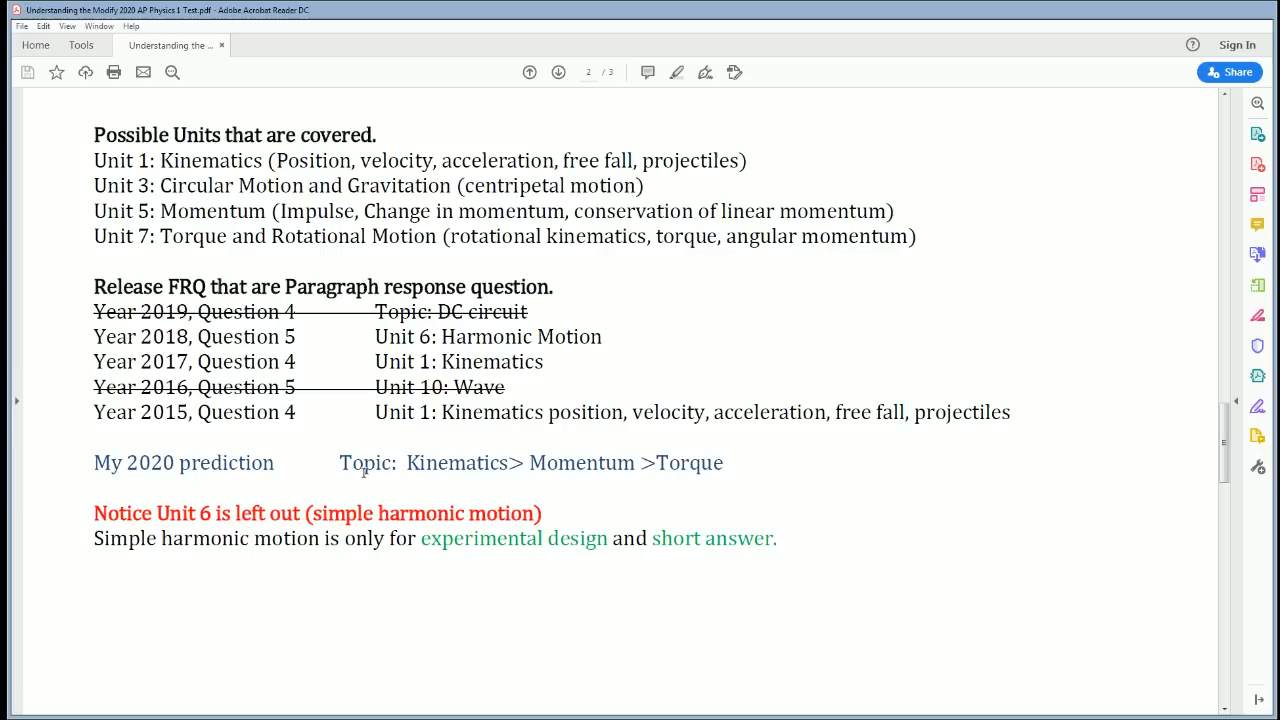 Understanding the Modify 2020 AP Physics 1 Test.pdf - Adobe Acrobat Reader DC
File Edit View Window Help
Home Tools Understanding the ... × Sign In
2 / 3 Share
Possible Units that are covered.
Unit 1: Kinematics (Position, velocity, acceleration, free fall, projectiles)
Unit 3: Circular Motion and Gravitation (centripetal motion)
Unit 5: Momentum (Impulse, Change in momentum, conservation of linear momentum)
Unit 7: Torque and Rotational Motion (rotational kinematics, torque, angular momentum)
Release FRQ that are Paragraph response question.
Year 2019, Question 4 Topic: DC circuit
Year 2018, Question 5 Unit 6: Harmonic Motion
Year 2017, Question 4 Unit 1: Kinematics
Year 2016, Question 5 Unit 10: Wave
Year 2015, Question 4 Unit 1: Kinematics position, velocity, acceleration, free fall, projectiles
My 2020 prediction Topic: Kinematics> Momentum >Torque
Notice Unit 6 is left out (simple harmonic motion)
Simple harmonic motion is only for experimental design and short answer.